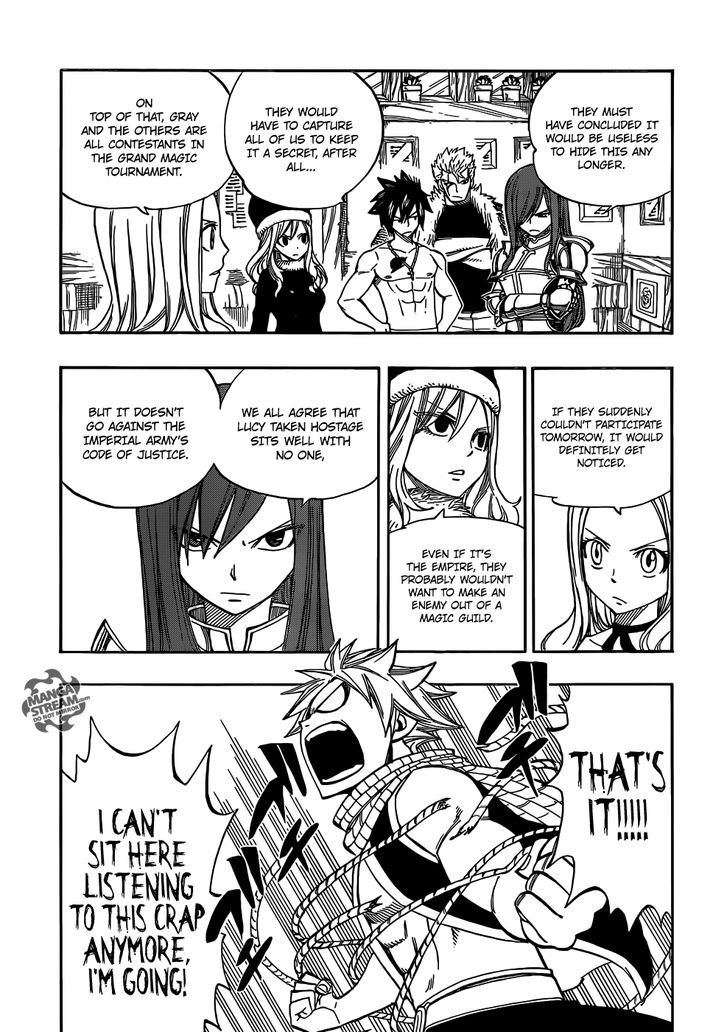 THEY MUST
HAVE CONCLUDED IT
WOULD BE USELESS
TO HIDE THIS ANY
LONGER.
THEY WOULD
HAVE TO CAPTURE
ALL OF US TO KEEP
IT A SECRET, AFTER
ALL...
ON
TOP OF THAT, GRAY
AND THE OTHERS ARE
ALL CONTESTANTS IN
THE GRAND MAGIC
TOURNAMENT.
IF THEY SUDDENLY
COULDN'T PARTICIPATE
TOMORROW, IT WOULD
DEFINITELY GET
NOTICED.
EVEN IF IT'S
THE EMPIRE, THEY
PROBABLY WOULDN'T
WANT TO MAKE AN
ENEMY OUT OF A
MAGIC GUILD.
WE ALL AGREE THAT
LUCY TAKEN HOSTAGE
SITS WELL WITH
NO ONE,
BUT IT DOESN'T
GO AGAINST THE
IMPERIAL ARMY'S
CODE OF JUSTICE.
THAT'S
IT!!!!!
I CAN'T
SIT HERE
LISTENING
TO THIS CRAP
ANYMORE,
I'M GOING!
MANGA
STREAM.com
DO NOT MIRROR!